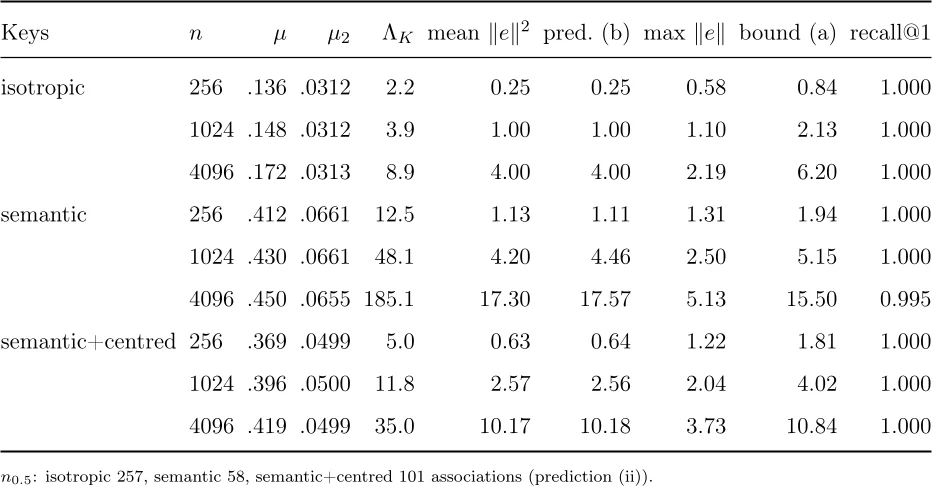 Keys n μ μ₂ Λ_K mean ∥e∥² pred. (b) max ∥e∥ bound (a) recall@1
isotropic 256 .136 .0312 2.2 0.25 0.25 0.58 0.84 1.000
1024 .148 .0312 3.9 1.00 1.00 1.10 2.13 1.000
4096 .172 .0313 8.9 4.00 4.00 2.19 6.20 1.000
semantic 256 .412 .0661 12.5 1.13 1.11 1.31 1.94 1.000
1024 .430 .0661 48.1 4.20 4.46 2.50 5.15 1.000
4096 .450 .0655 185.1 17.30 17.57 5.13 15.50 0.995
semantic+centred 256 .369 .0499 5.0 0.63 0.64 1.22 1.81 1.000
1024 .396 .0500 11.8 2.57 2.56 2.04 4.02 1.000
4096 .419 .0499 35.0 10.17 10.18 3.73 10.84 1.000
n₀.₅: isotropic 257, semantic 58, semantic+centred 101 associations (prediction (ii)).